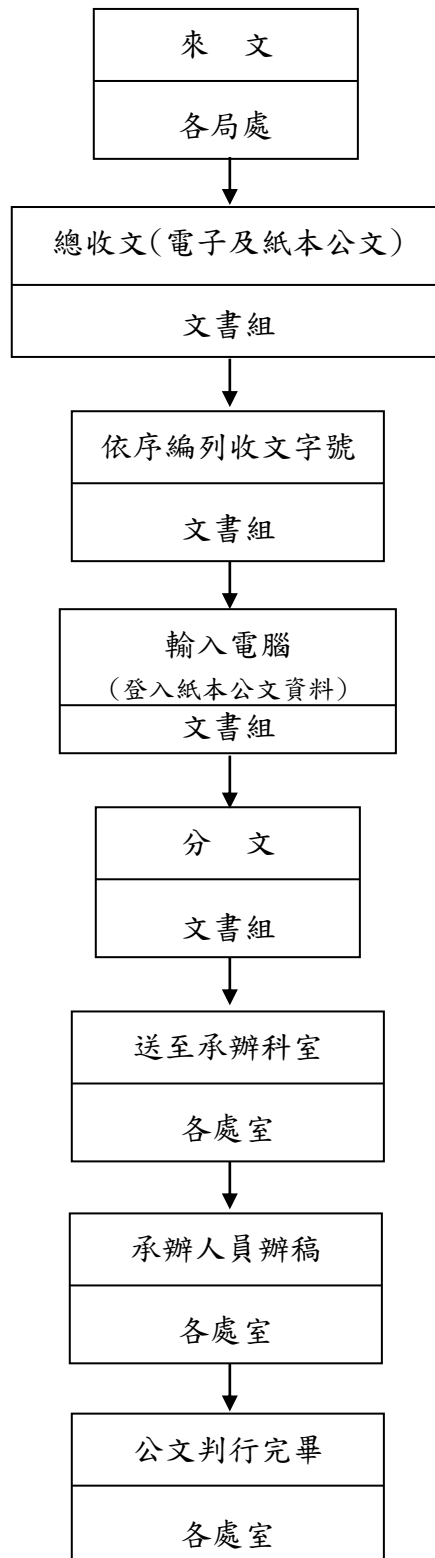 來　文
各局處
總收文(電子及紙本公文)
文書組
依序編列收文字號
文書組
輸入電腦
(登入紙本公文資料)
文書組
分　文
文書組
送至承辦科室
各處室
承辦人員辦稿
各處室
公文判行完畢
各處室